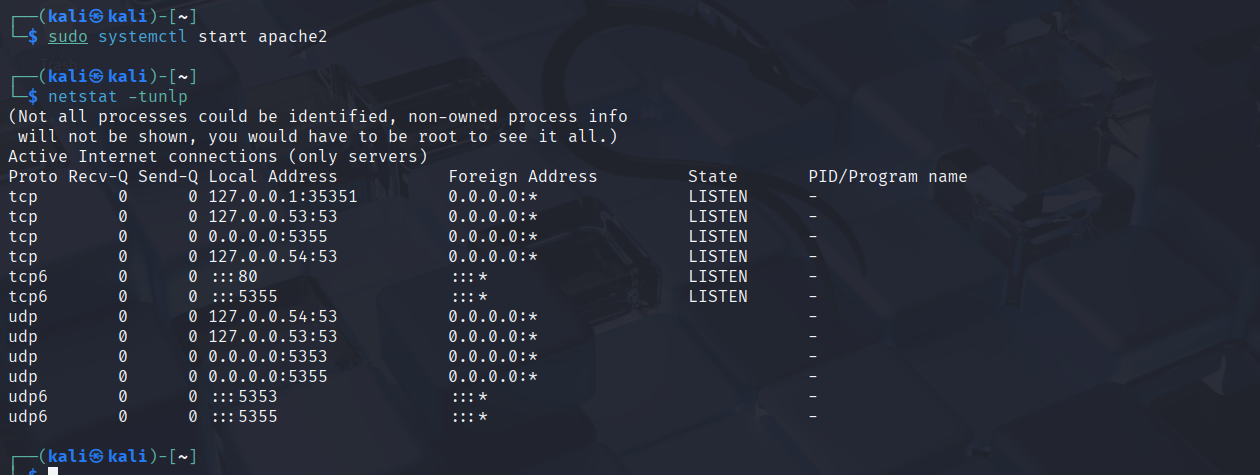 ┌──(kali㉿kali)-[~]
└─$ sudo systemctl start apache2
┌──(kali㉿kali)-[~]
└─$ netstat -tunlp
(Not all processes could be identified, non-owned process info
 will not be shown, you would have to be root to see it all.)
Active Internet connections (only servers)
Proto Recv-Q Send-Q Local Address           Foreign Address         State       PID/Program name
tcp        0      0 127.0.0.1:35351         0.0.0.0:*               LISTEN      -
tcp        0      0 127.0.0.53:53           0.0.0.0:*               LISTEN      -
tcp        0      0 0.0.0.0:5355            0.0.0.0:*               LISTEN      -
tcp        0      0 127.0.0.54:53           0.0.0.0:*               LISTEN      -
tcp6       0      0 :::80                   :::*                    LISTEN      -
tcp6       0      0 :::5355                 :::*                    LISTEN      -
udp        0      0 127.0.0.54:53           0.0.0.0:*                           -
udp        0      0 127.0.0.53:53           0.0.0.0:*                           -
udp        0      0 0.0.0.0:5353            0.0.0.0:*                           -
udp        0      0 0.0.0.0:5355            0.0.0.0:*                           -
udp6       0      0 :::5353                 :::*                                -
udp6       0      0 :::5355                 :::*                                -
┌──(kali㉿kali)-[~]
└─$